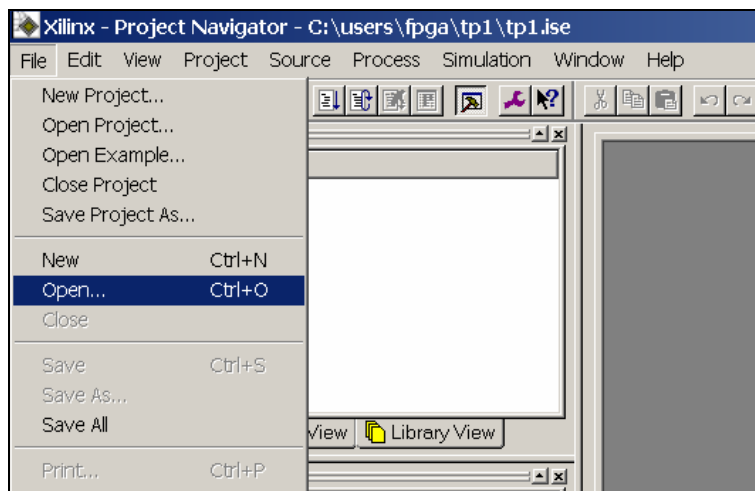 Xilinx - Project Navigator - C:\users\fpga\tp1\tp1.ise
File Edit View Project Source Process Simulation Window Help
New Project...
Open Project...
Open Example...
Close Project
Save Project As...
New Ctrl+N
Open... Ctrl+O
Close
Save Ctrl+S
Save As...
Save All
View Library View
Print... Ctrl+P